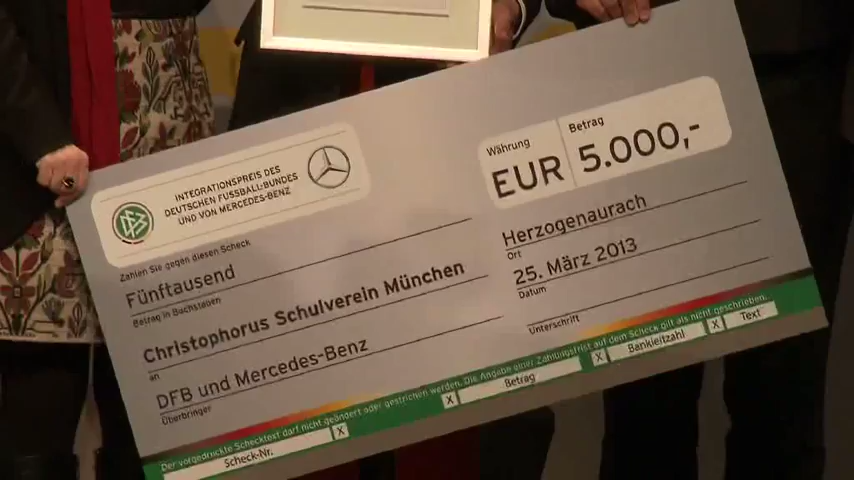 INTEGRATIONSPREIS DES
DEUTSCHEN FUSSBALL-BUNDES
UND VON MERCEDES-BENZ
DFB
Währung
Betrag
EUR 5.000,-
Zahlen Sie gegen diesen Scheck
Fünftausend
Betrag in Buchstaben
Christophorus Schulverein München
an
DFB und Mercedes-Benz
Überbringer
Herzogenaurach
Ort
25. März 2013
Datum
Unterschrift
Der vorgedruckte Schecktext darf nicht geändert oder gestrichen werden. Die Angabe einer Zahlungsfrist auf dem Scheck gilt als nicht geschrieben.
Scheck-Nr. X X Betrag X Bankleitzahl X Text